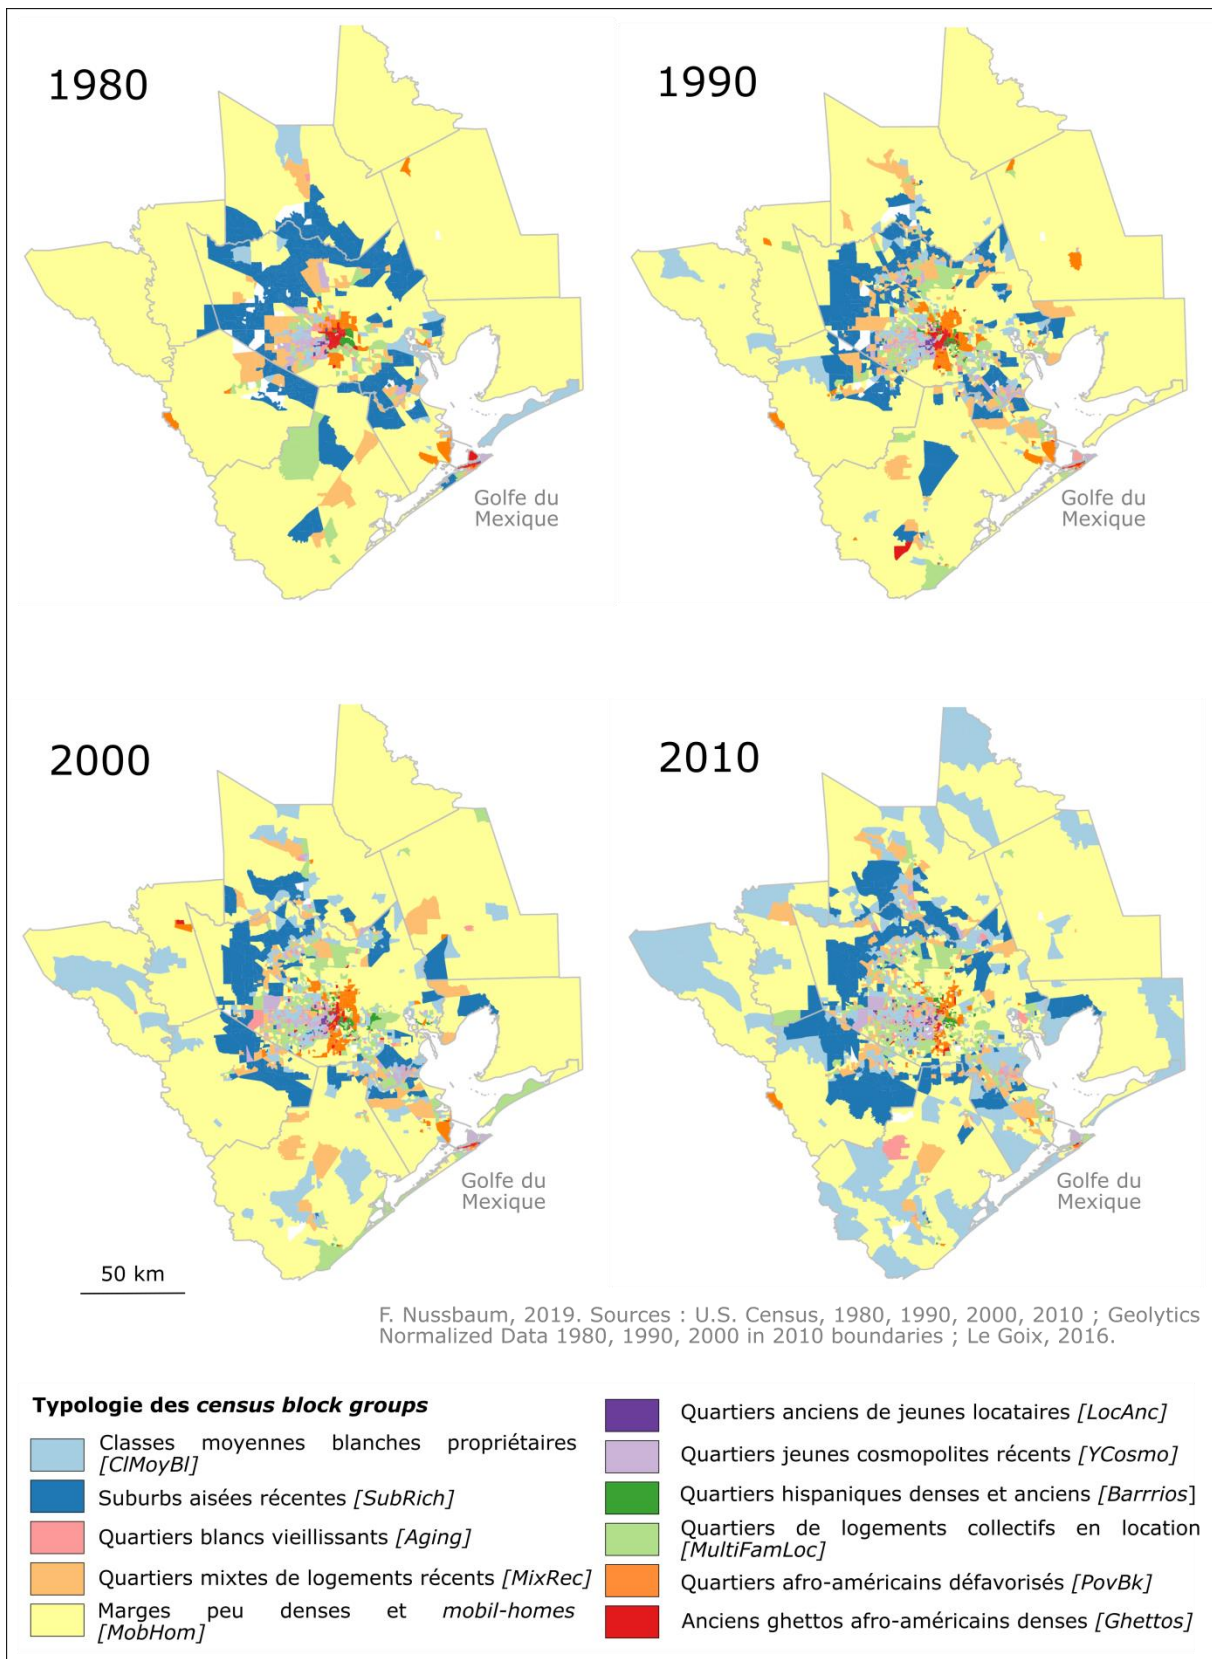 1980
1990
Golfe du
Mexique
Golfe du
Mexique
2000
2010
Golfe du
Mexique
Golfe du
Mexique
50 km
F. Nussbaum, 2019. Sources : U.S. Census, 1980, 1990, 2000, 2010 ; Geolytics
Normalized Data 1980, 1990, 2000 in 2010 boundaries ; Le Goix, 2016.
Typologie des census block groups
Classes moyennes blanches propriétaires
[ClMoyBl]
Suburbs aisées récentes [SubRich]
Quartiers blancs vieillissants [Aging]
Quartiers mixtes de logements récents [MixRec]
Marges peu denses et mobil-homes
[MobHom]
Quartiers anciens de jeunes locataires [LocAnc]
Quartiers jeunes cosmopolites récents [YCosmo]
Quartiers hispaniques denses et anciens [Barrrios]
Quartiers de logements collectifs en location
[MultiFamLoc]
Quartiers afro-américains défavorisés [PovBk]
Anciens ghettos afro-américains denses [Ghettos]